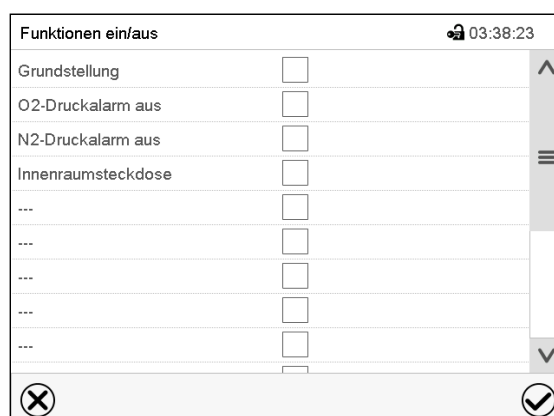 Funktionen ein/aus 03:38:23
Grundstellung
O2-Druckalarm aus
N2-Druckalarm aus
Innenraumsteckdose
---
---
---
---
---